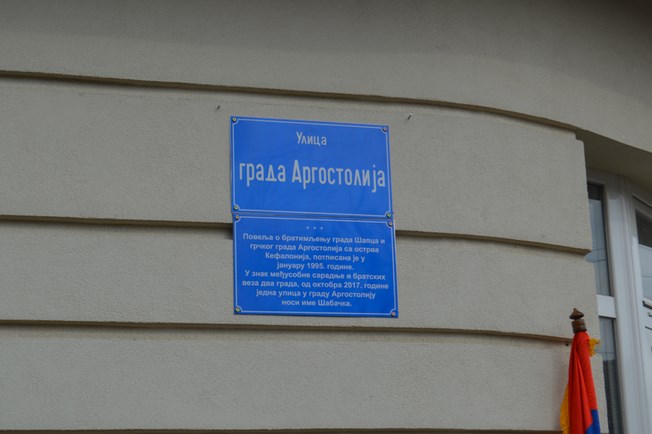 Улица
града Аргостолија
* * *
Повеља о братимљењу града Шапца и
грчког града Аргостолија са острва
Кефалонија, потписана је у
јануару 1995. године.
У знак међусобне сарадње и братских
веза два града, од октобра 2017. године
једна улица у граду Аргостолију
носи име Шабачка.